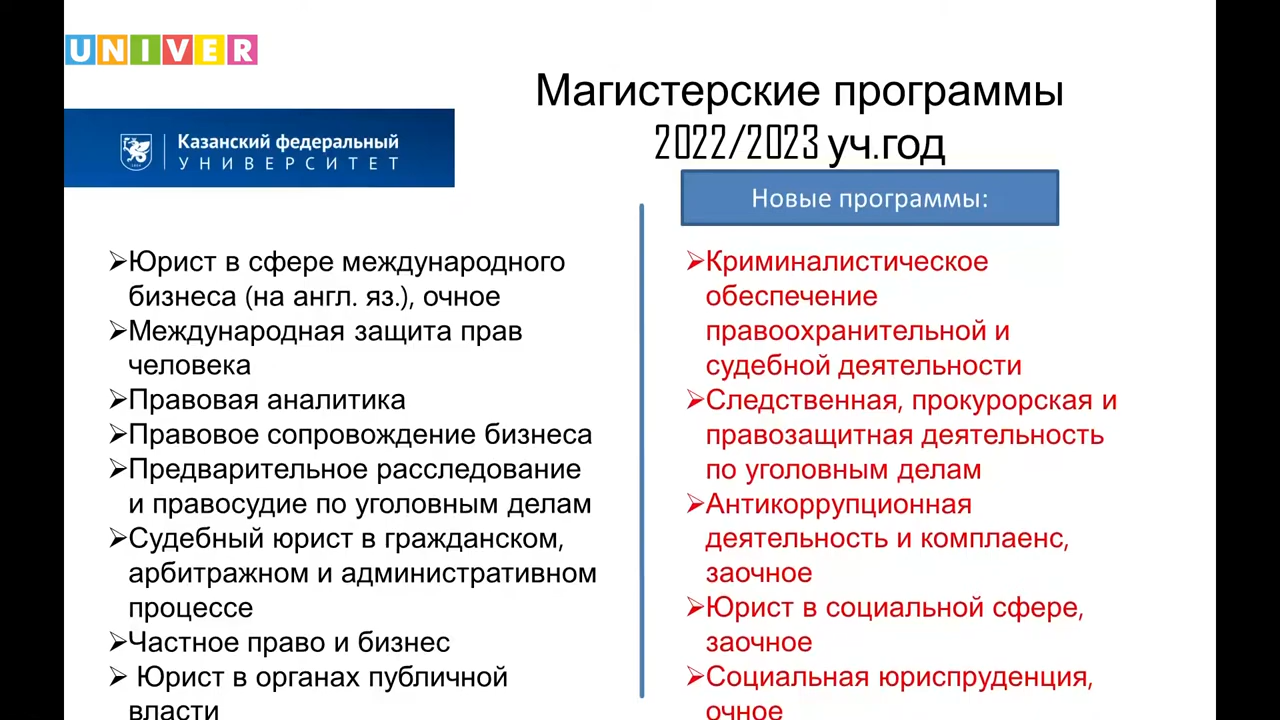 UNIVER
Магистерские программы
2022/2023 уч.год
Казанский федеральный
УНИВЕРСИТЕТ
Новые программы:
Юрист в сфере международного
бизнеса (на англ. яз.), очное
Международная защита прав
человека
Правовая аналитика
Правовое сопровождение бизнеса
Предварительное расследование
и правосудие по уголовным делам
Судебный юрист в гражданском,
арбитражном и административном
процессе
Частное право и бизнес
Юрист в органах публичной
власти
Криминалистическое
обеспечение
правоохранительной и
судебной деятельности
Следственная, прокурорская и
правозащитная деятельность
по уголовным делам
Антикоррупционная
деятельность и комплаенс,
заочное
Юрист в социальной сфере,
заочное
Социальная юриспруденция,
очное